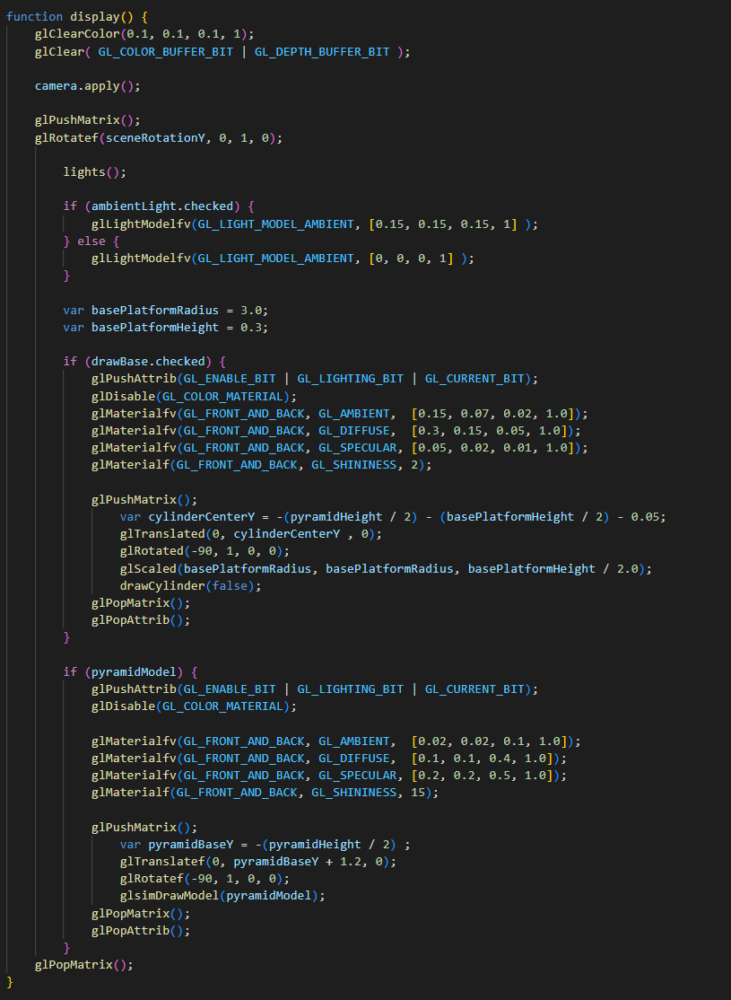 function display() {
    glClearColor(0.1, 0.1, 0.1, 1);
    glClear( GL_COLOR_BUFFER_BIT | GL_DEPTH_BUFFER_BIT );

    camera.apply();

    glPushMatrix();
    glRotatef(sceneRotationY, 0, 1, 0);

        lights();

        if (ambientLight.checked) {
            glLightModelfv(GL_LIGHT_MODEL_AMBIENT, [0.15, 0.15, 0.15, 1] );
        } else {
            glLightModelfv(GL_LIGHT_MODEL_AMBIENT, [0, 0, 0, 1] );
        }

        var basePlatformRadius = 3.0;
        var basePlatformHeight = 0.3;

        if (drawBase.checked) {
            glPushAttrib(GL_ENABLE_BIT | GL_LIGHTING_BIT | GL_CURRENT_BIT);
            glDisable(GL_COLOR_MATERIAL);
            glMaterialfv(GL_FRONT_AND_BACK, GL_AMBIENT,  [0.15, 0.07, 0.02, 1.0]);
            glMaterialfv(GL_FRONT_AND_BACK, GL_DIFFUSE,  [0.3, 0.15, 0.05, 1.0]);
            glMaterialfv(GL_FRONT_AND_BACK, GL_SPECULAR, [0.05, 0.02, 0.01, 1.0]);
            glMaterialf(GL_FRONT_AND_BACK, GL_SHININESS, 2);

            glPushMatrix();
                var cylinderCenterY = -(pyramidHeight / 2) - (basePlatformHeight / 2) - 0.05;
                glTranslated(0, cylinderCenterY , 0);
                glRotated(-90, 1, 0, 0);
                glScaled(basePlatformRadius, basePlatformRadius, basePlatformHeight / 2.0);
                drawCylinder(false);
            glPopMatrix();
            glPopAttrib();
        }

        if (pyramidModel) {
            glPushAttrib(GL_ENABLE_BIT | GL_LIGHTING_BIT | GL_CURRENT_BIT);
            glDisable(GL_COLOR_MATERIAL);

            glMaterialfv(GL_FRONT_AND_BACK, GL_AMBIENT,  [0.02, 0.02, 0.1, 1.0]);
            glMaterialfv(GL_FRONT_AND_BACK, GL_DIFFUSE,  [0.1, 0.1, 0.4, 1.0]);
            glMaterialfv(GL_FRONT_AND_BACK, GL_SPECULAR, [0.2, 0.2, 0.5, 1.0]);
            glMaterialf(GL_FRONT_AND_BACK, GL_SHININESS, 15);

            glPushMatrix();
                var pyramidBaseY = -(pyramidHeight / 2) ;
                glTranslatef(0, pyramidBaseY + 1.2, 0);
                glRotatef(-90, 1, 0, 0);
                glsimDrawModel(pyramidModel);
            glPopMatrix();
            glPopAttrib();
        }
    glPopMatrix();
}